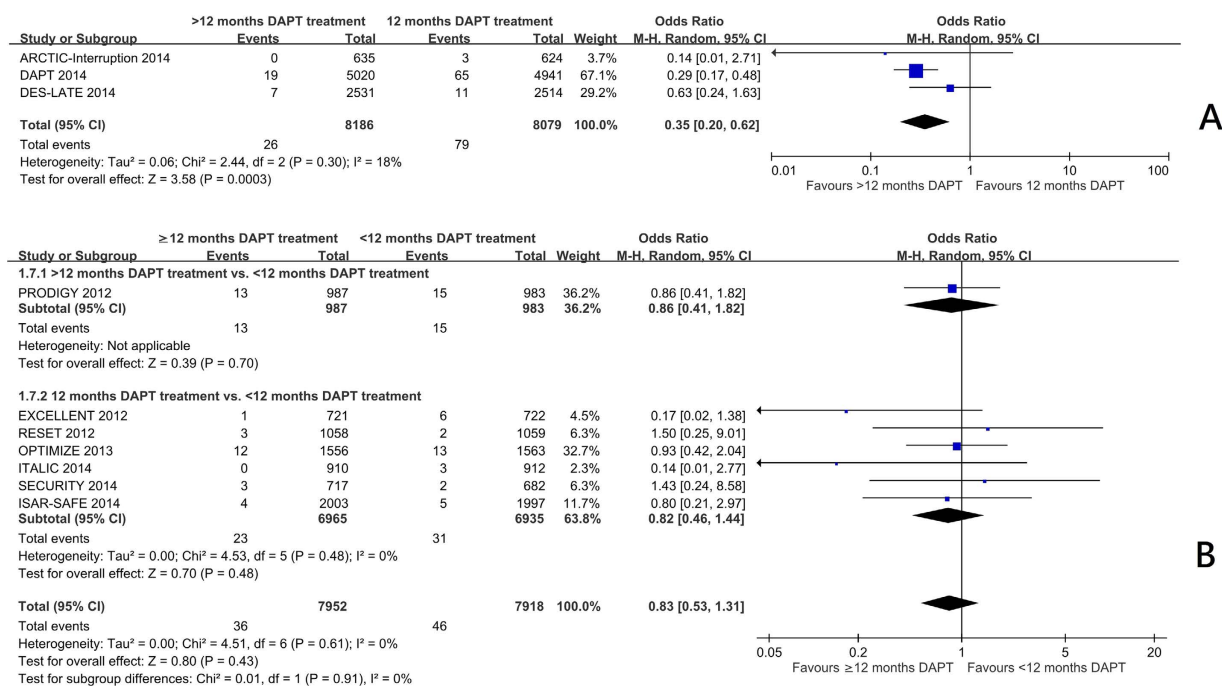 >12 months DAPT treatment 12 months DAPT treatment Odds Ratio Odds Ratio
Study or Subgroup Events Total Events Total Weight M-H, Random, 95% CI M-H, Random, 95% CI
ARCTIC-Interruption 2014 0 635 3 624 3.7% 0.14 [0.01, 2.71]
DAPT 2014 19 5020 65 4941 67.1% 0.29 [0.17, 0.48]
DES-LATE 2014 7 2531 11 2514 29.2% 0.63 [0.24, 1.63]
Total (95% CI) 8186 8079 100.0% 0.35 [0.20, 0.62]
A
Total events 26 79
Heterogeneity: Tau² = 0.06; Chi² = 2.44, df = 2 (P = 0.30); I² = 18%
Test for overall effect: Z = 3.58 (P = 0.0003)
0.01 0.1 1 10 100
Favours >12 months DAPT Favours 12 months DAPT
≥12 months DAPT treatment <12 months DAPT treatment Odds Ratio Odds Ratio
Study or Subgroup Events Total Events Total Weight M-H, Random, 95% CI M-H, Random, 95% CI
1.7.1 >12 months DAPT treatment vs. <12 months DAPT treatment
PRODIGY 2012 13 987 15 983 36.2% 0.86 [0.41, 1.82]
Subtotal (95% CI) 987 983 36.2% 0.86 [0.41, 1.82]
Total events 13 15
Heterogeneity: Not applicable
Test for overall effect: Z = 0.39 (P = 0.70)
1.7.2 12 months DAPT treatment vs. <12 months DAPT treatment
EXCELLENT 2012 1 721 6 722 4.5% 0.17 [0.02, 1.38]
RESET 2012 3 1058 2 1059 6.3% 1.50 [0.25, 9.01]
OPTIMIZE 2013 12 1556 13 1563 32.7% 0.93 [0.42, 2.04]
ITALIC 2014 0 910 3 912 2.3% 0.14 [0.01, 2.77]
SECURITY 2014 3 717 2 682 6.3% 1.43 [0.24, 8.58]
ISAR-SAFE 2014 4 2003 5 1997 11.7% 0.80 [0.21, 2.97]
Subtotal (95% CI) 6965 6935 63.8% 0.82 [0.46, 1.44]
Total events 23 31
Heterogeneity: Tau² = 0.00; Chi² = 4.53, df = 5 (P = 0.48); I² = 0%
B
Test for overall effect: Z = 0.70 (P = 0.48)
Total (95% CI) 7952 7918 100.0% 0.83 [0.53, 1.31]
Total events 36 46
Heterogeneity: Tau² = 0.00; Chi² = 4.51, df = 6 (P = 0.61); I² = 0%
Test for overall effect: Z = 0.80 (P = 0.43)
Test for subgroup differences: Chi² = 0.01, df = 1 (P = 0.91), I² = 0%
0.05 0.2 1 5 20
Favours ≥12 months DAPT Favours <12 months DAPT